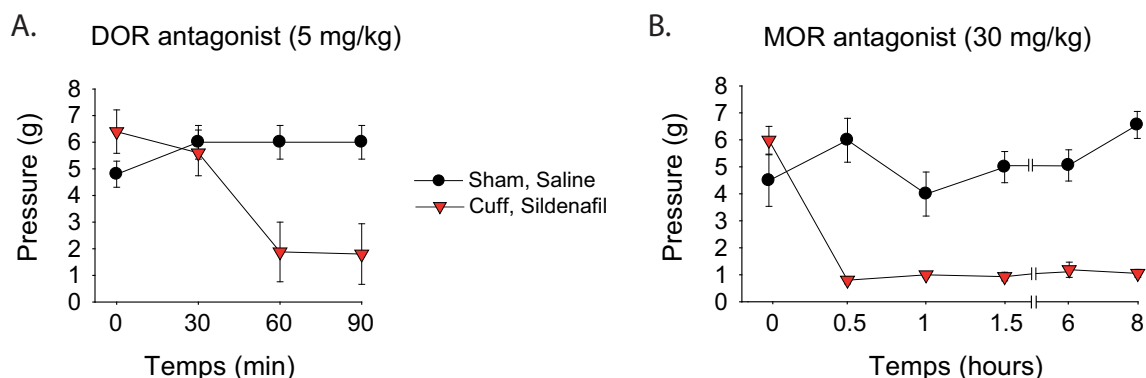 A.
DOR antagonist (5 mg/kg)
8
7
6
5
4
3
2
1
0
Pressure (g)
0 30 60 90
Temps (min)
Sham, Saline
Cuff, Sildenafil
B.
MOR antagonist (30 mg/kg)
8
7
6
5
4
3
2
1
0
Pressure (g)
0 0.5 1 1.5 6 8
Temps (hours)